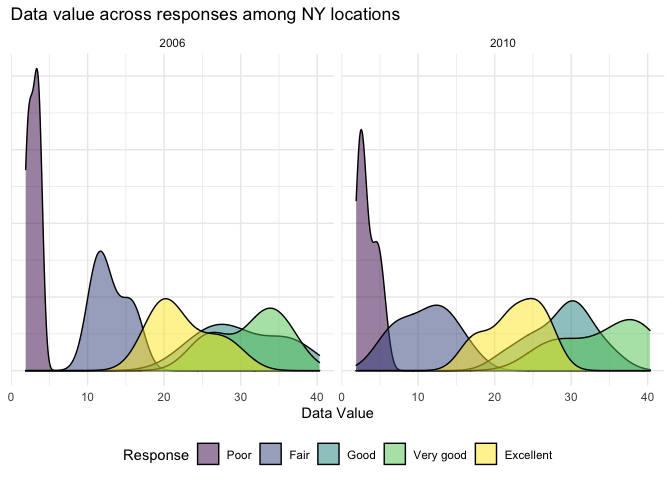 Data value across responses among NY locations
2006 2010
0 10 20 30 40 0 10 20 30 40
Data Value
Response Poor Fair Good Very good Excellent